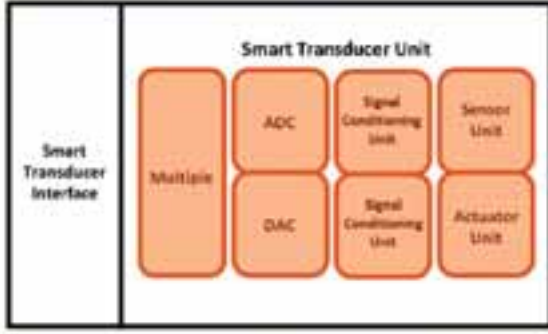 Smart Transducer Unit
Smart
Transducer
Interface
Multiple
ADC
Signal
Conditioning
Unit
Sensor
Unit
DAC
Signal
Conditioning
Unit
Actuator
Unit